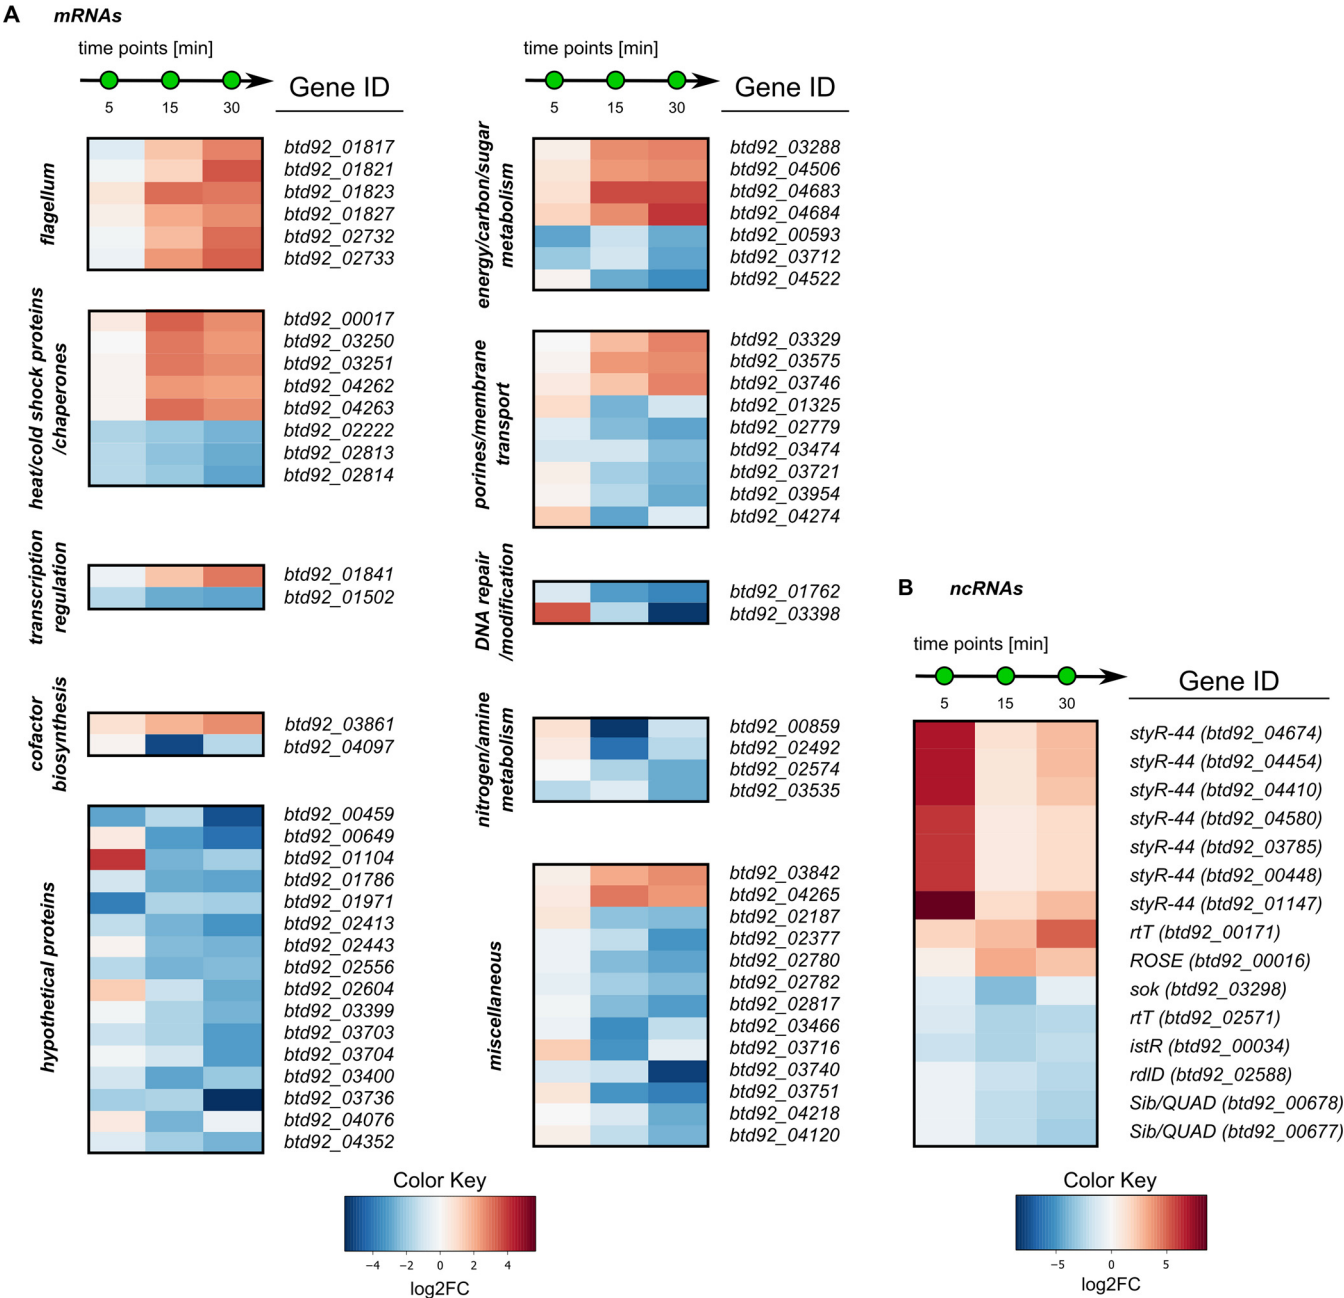 A mRNAs
time points [min]
5 15 30
Gene ID
flagellum
btd92_01817
btd92_01821
btd92_01823
btd92_01827
btd92_02732
btd92_02733
heat/cold shock proteins
/chaperones
btd92_00017
btd92_03250
btd92_03251
btd92_04262
btd92_04263
btd92_02222
btd92_02813
btd92_02814
transcription
regulation
btd92_01841
btd92_01502
cofactor
biosynthesis
btd92_03861
btd92_04097
hypothetical proteins
btd92_00459
btd92_00649
btd92_01104
btd92_01786
btd92_01971
btd92_02413
btd92_02443
btd92_02556
btd92_02604
btd92_03399
btd92_03703
btd92_03704
btd92_03400
btd92_03736
btd92_04076
btd92_04352
time points [min]
5 15 30
Gene ID
energy/carbon/sugar
metabolism
btd92_03288
btd92_04506
btd92_04683
btd92_04684
btd92_00593
btd92_03712
btd92_04522
porines/membrane
transport
btd92_03329
btd92_03575
btd92_03746
btd92_01325
btd92_02779
btd92_03474
btd92_03721
btd92_03954
btd92_04274
DNA repair
/modification
btd92_01762
btd92_03398
nitrogen/amine
metabolism
btd92_00859
btd92_02492
btd92_02574
btd92_03535
miscellaneous
btd92_03842
btd92_04265
btd92_02187
btd92_02377
btd92_02780
btd92_02782
btd92_02817
btd92_03466
btd92_03716
btd92_03740
btd92_03751
btd92_04218
btd92_04120
Color Key
−4 −2 0 2 4
log2FC
B ncRNAs
time points [min]
5 15 30
Gene ID
styR-44 (btd92_04674)
styR-44 (btd92_04454)
styR-44 (btd92_04410)
styR-44 (btd92_04580)
styR-44 (btd92_03785)
styR-44 (btd92_00448)
styR-44 (btd92_01147)
rtT (btd92_00171)
ROSE (btd92_00016)
sok (btd92_03298)
rtT (btd92_02571)
istR (btd92_00034)
rdlD (btd92_02588)
Sib/QUAD (btd92_00678)
Sib/QUAD (btd92_00677)
Color Key
−5 0 5
log2FC